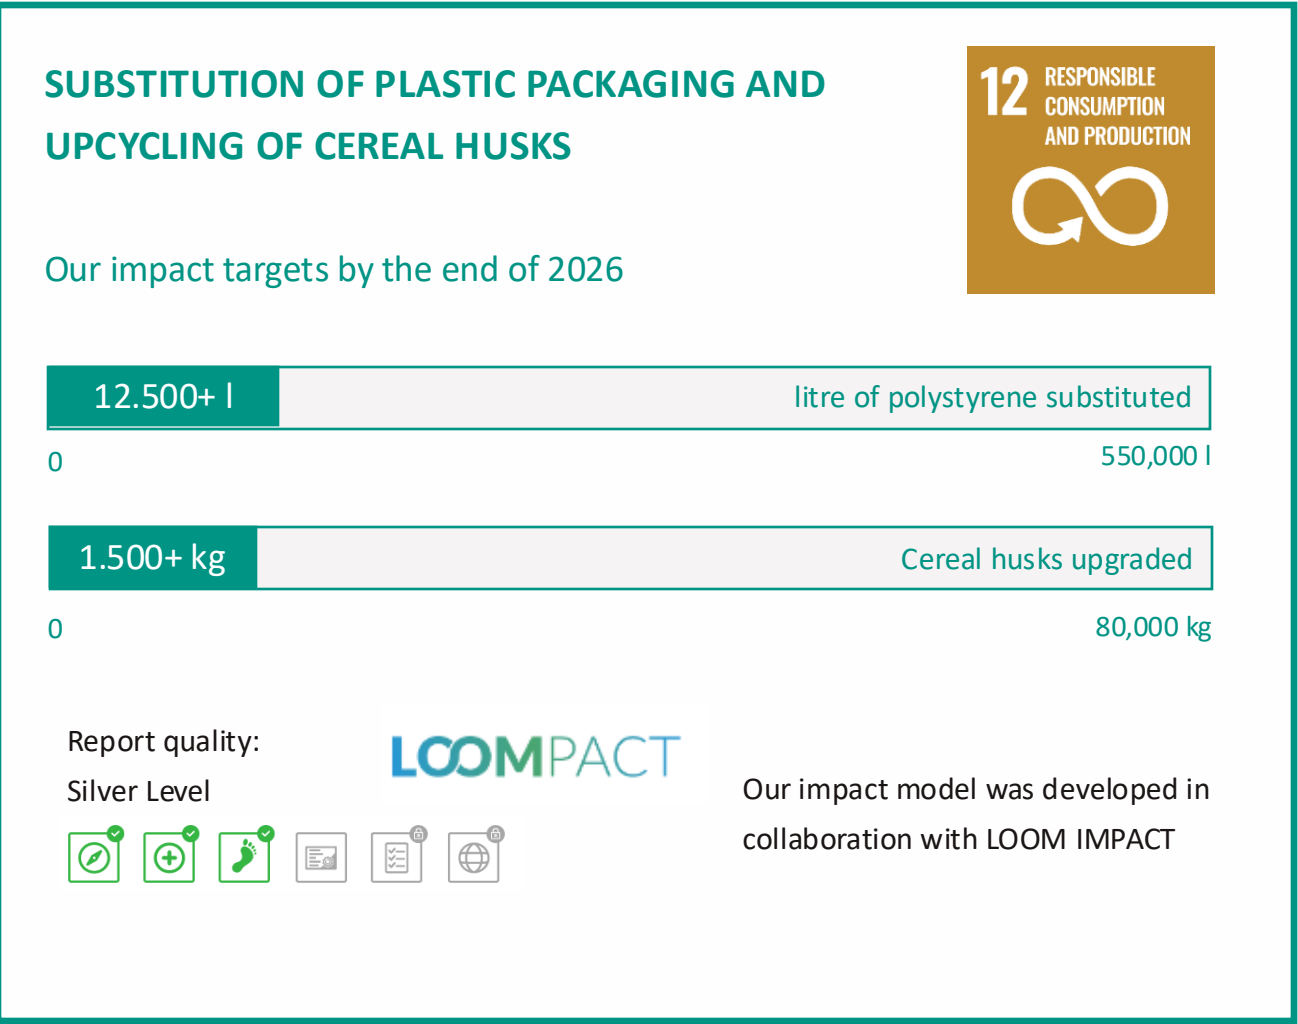 SUBSTITUTION OF PLASTIC PACKAGING AND
UPCYCLING OF CEREAL HUSKS
12 RESPONSIBLE
CONSUMPTION
AND PRODUCTION
Our impact targets by the end of 2026
12.500+ l
litre of polystyrene substituted
0
550,000 l
1.500+ kg
Cereal husks upgraded
0
80,000 kg
Report quality:
Silver Level
LOOMPACT
Our impact model was developed in
collaboration with LOOM IMPACT